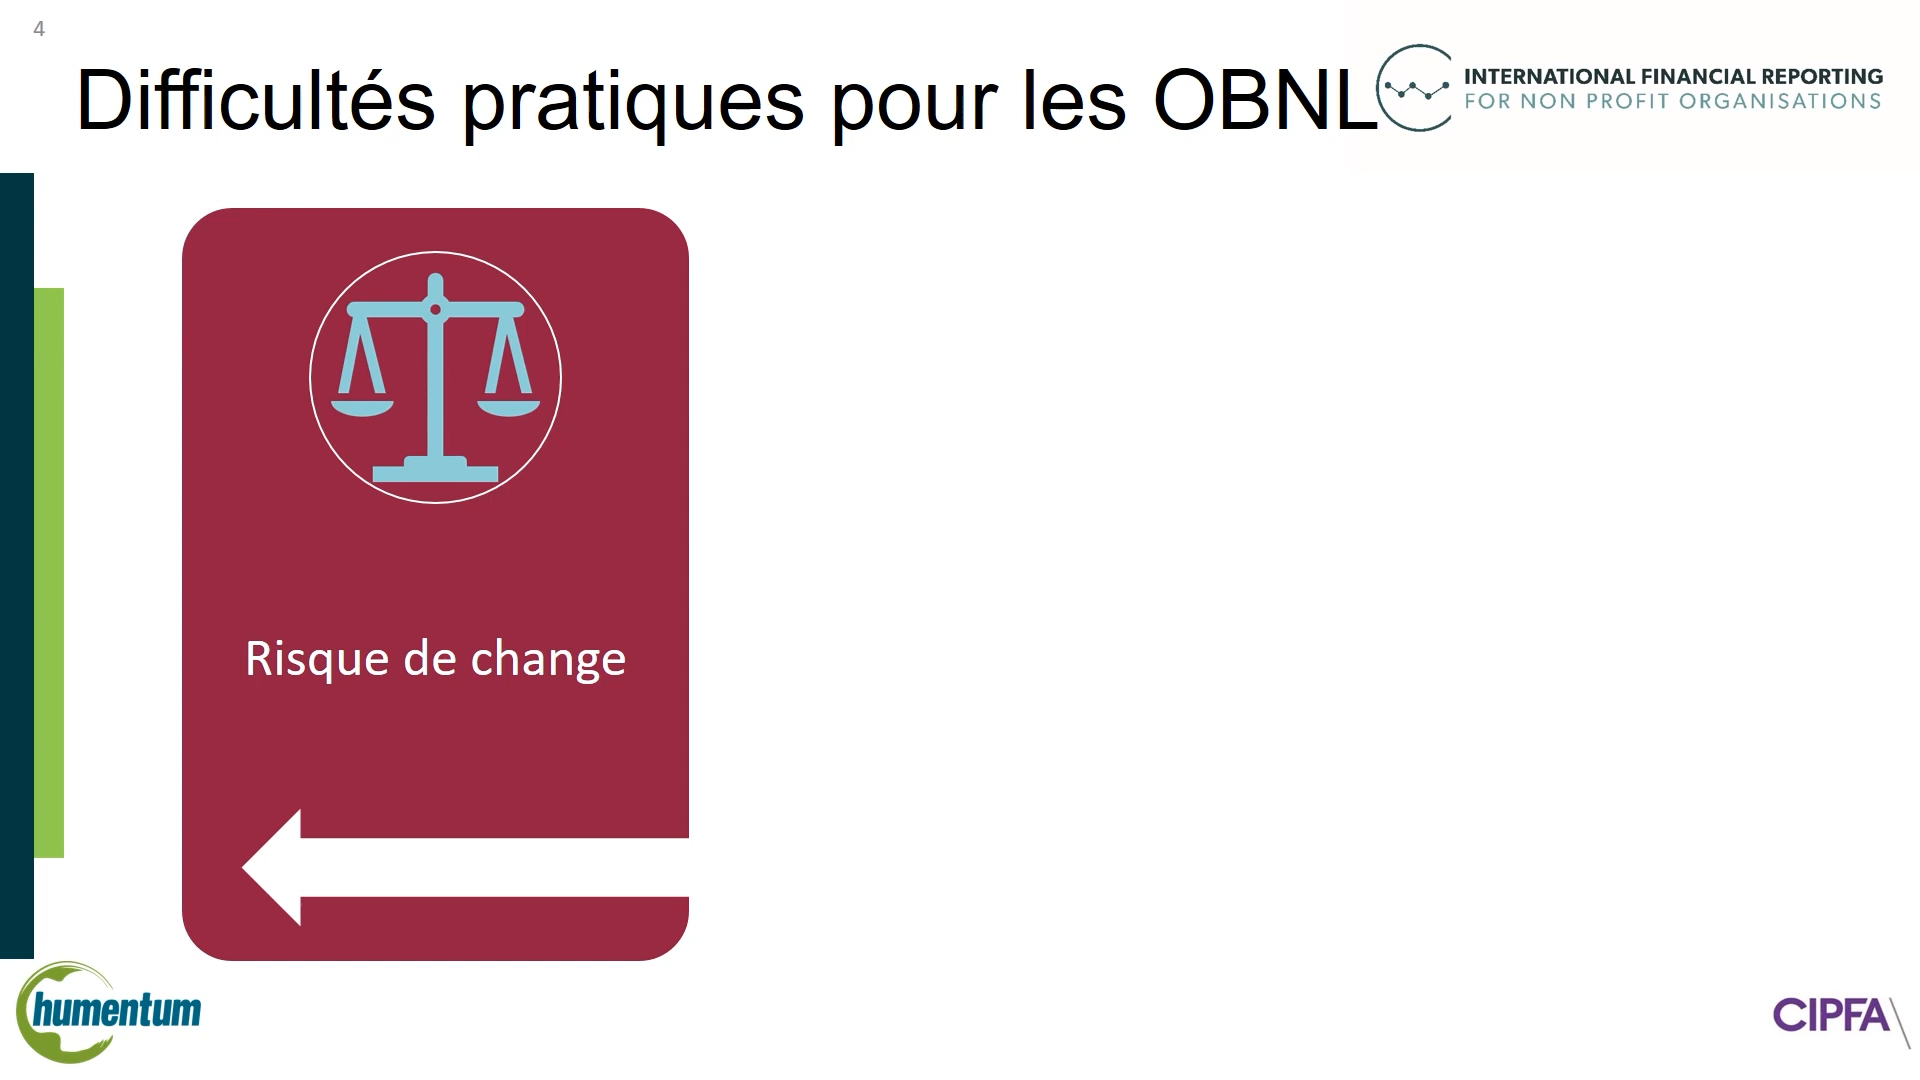 4
Difficultés pratiques pour les OBNL
INTERNATIONAL FINANCIAL REPORTING
FOR NON PROFIT ORGANISATIONS
Risque de change
humentum
CIPFA